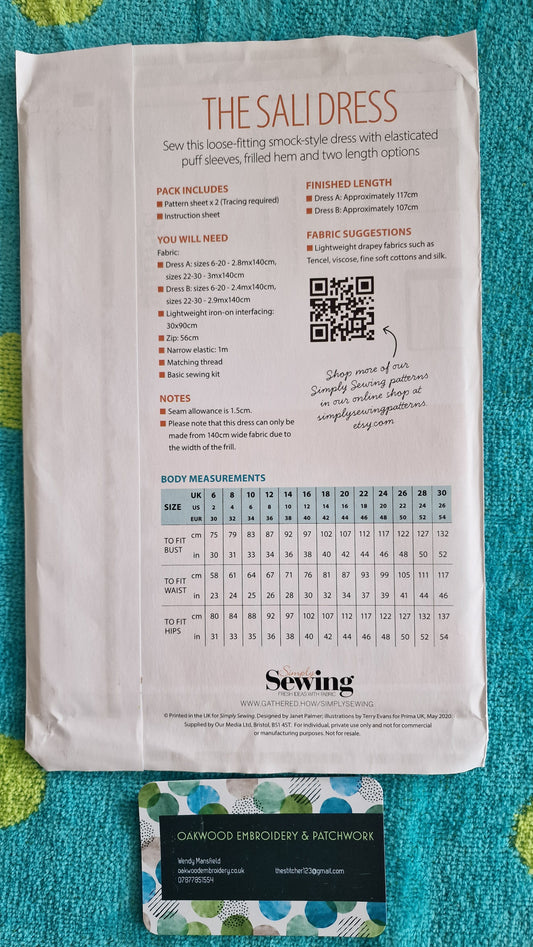 THE SALI DRESS
Sew this loose-fitting smock-style dress with elasticated
puff sleeves, frilled hem and two length options
PACK INCLUDES
Pattern sheet x 2 (Tracing required)
Instruction sheet
YOU WILL NEED
Fabric:
Dress A: sizes 6-20 - 2.8mx140cm,
sizes 22-30 - 3mx140cm
Dress B: sizes 6-20 - 2.4mx140cm,
sizes 22-30 - 2.9mx140cm
Lightweight iron-on interfacing:
30x90cm
Zip: 56cm
Narrow elastic: 1m
Matching thread
Basic sewing kit
NOTES
Seam allowance is 1.5cm.
Please note that this dress can only be
made from 140cm wide fabric due to
the width of the frill.
FINISHED LENGTH
Dress A: Approximately 117cm
Dress B: Approximately 107cm
FABRIC SUGGESTIONS
Lightweight drapey fabrics such as
Tencel, viscose, fine soft cottons and silk.
Shop more of our
Simply Sewing patterns
in our online shop at
simplysewingpatterns.
etsy.com
BODY MEASUREMENTS
SIZE UK 6 8 10 12 14 16 18 20 22 24 26 28 30
US 2 4 6 8 10 12 14 16 18 20 22 24 26
EUR 30 32 34 36 38 40 42 44 46 48 50 52 54
TO FIT BUST cm 75 79 83 87 92 97 102 107 112 117 122 127 132
in 30 31 33 34 36 38 40 42 44 46 48 50 52
TO FIT WAIST cm 58 61 64 67 71 76 81 87 93 99 105 111 117
in 23 24 25 26 28 30 32 34 37 39 41 44 46
TO FIT HIPS cm 80 84 88 92 97 102 107 112 117 122 127 132 137
in 31 33 35 36 38 40 42 44 46 48 50 52 54
Simply
Sewing
FRESH IDEAS WITH FABRIC
WWW.GATHERED.HOW/SIMPLYSEWING
© Printed in the UK for Simply Sewing. Designed by Janet Palmer; illustrations by Terry Evans for Prima UK, May 2020.
Supplied by Our Media Ltd, Bristol, BS1 4ST. For individual, private use only and not for commercial
or manufacturing purposes. Not for resale.
OAKWOOD EMBROIDERY & PATCHWORK
Wendy Mansfield
oakwoodembroidery.co.uk thestitcher123@gmail.com
07877851554